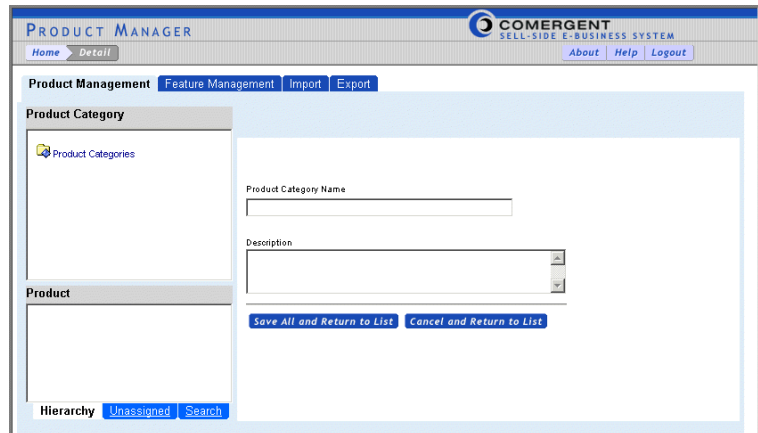 PRODUCT MANAGER
COMERGENT
SELL-SIDE E-BUSINESS SYSTEM
Home Detail
About Help Logout
Product Management Feature Management Import Export
Product Category
Product Categories
Product Category Name
Description
Product
Save All and Return to List Cancel and Return to List
Hierarchy Unassigned Search